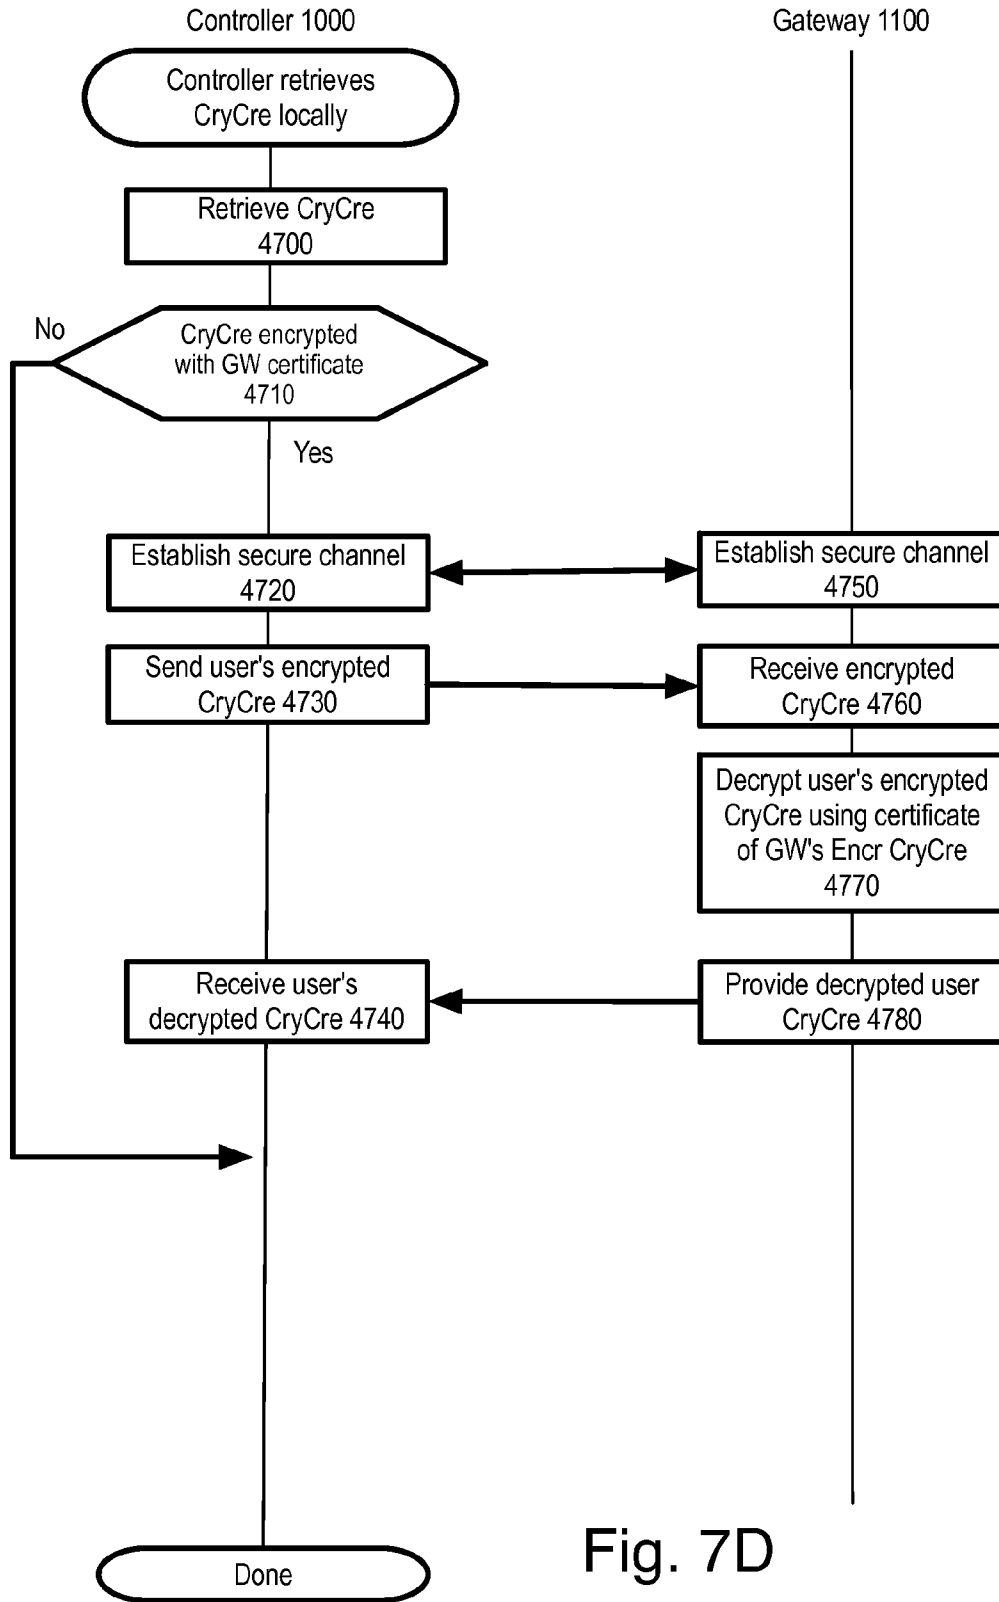 Controller 1000
Gateway 1100
Controller retrieves
CryCre locally
Retrieve CryCre
4700
No
CryCre encrypted
with GW certificate
4710
Yes
Establish secure channel
4720
Establish secure channel
4750
Send user's encrypted
CryCre 4730
Receive encrypted
CryCre 4760
Decrypt user's encrypted
CryCre using certificate
of GW's Encr CryCre
4770
Receive user's
decrypted CryCre 4740
Provide decrypted user
CryCre 4780
Done
Fig. 7D